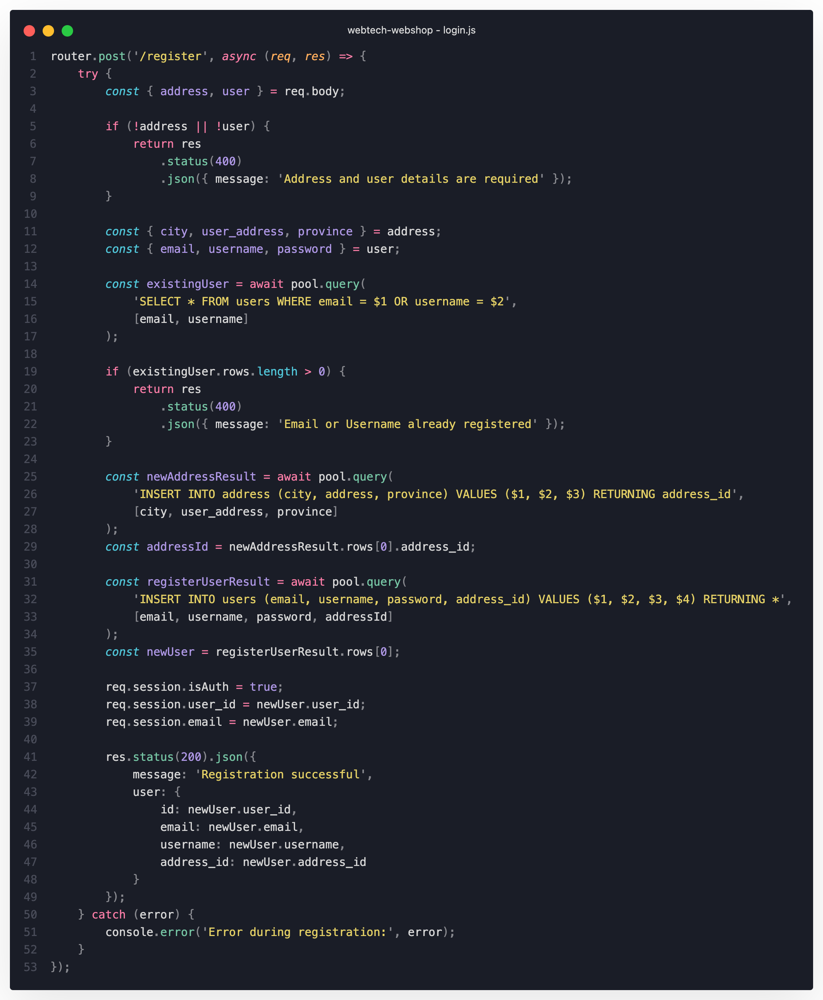 webtech-webshop - login.js
1 router.post('/register', async (req, res) => {
2     try {
3         const { address, user } = req.body;
4
5         if (!address || !user) {
6             return res
7                 .status(400)
8                 .json({ message: 'Address and user details are required' });
9         }
10
11         const { city, user_address, province } = address;
12         const { email, username, password } = user;
13
14         const existingUser = await pool.query(
15             'SELECT * FROM users WHERE email = $1 OR username = $2',
16             [email, username]
17         );
18
19         if (existingUser.rows.length > 0) {
20             return res
21                 .status(400)
22                 .json({ message: 'Email or Username already registered' });
23         }
24
25         const newAddressResult = await pool.query(
26             'INSERT INTO address (city, address, province) VALUES ($1, $2, $3) RETURNING address_id',
27             [city, user_address, province]
28         );
29         const addressId = newAddressResult.rows[0].address_id;
30
31         const registerUserResult = await pool.query(
32             'INSERT INTO users (email, username, password, address_id) VALUES ($1, $2, $3, $4) RETURNING *',
33             [email, username, password, addressId]
34         );
35         const newUser = registerUserResult.rows[0];
36
37         req.session.isAuth = true;
38         req.session.user_id = newUser.user_id;
39         req.session.email = newUser.email;
40
41         res.status(200).json({
42             message: 'Registration successful',
43             user: {
44                 id: newUser.user_id,
45                 email: newUser.email,
46                 username: newUser.username,
47                 address_id: newUser.address_id
48             }
49         });
50     } catch (error) {
51         console.error('Error during registration:', error);
52     }
53 });